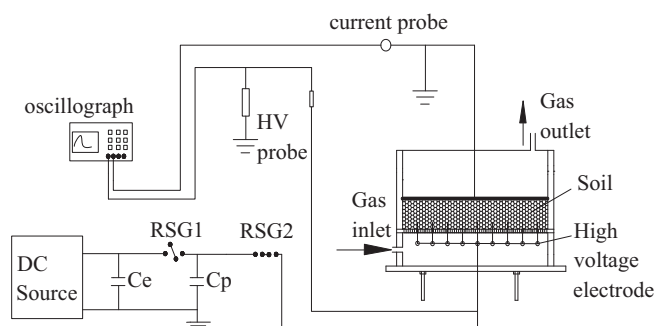 current probe
oscillograph
HV
probe
Gas
outlet
Soil
Gas
inlet
High
voltage
electrode
RSG1
RSG2
DC
Source
Ce
Cp